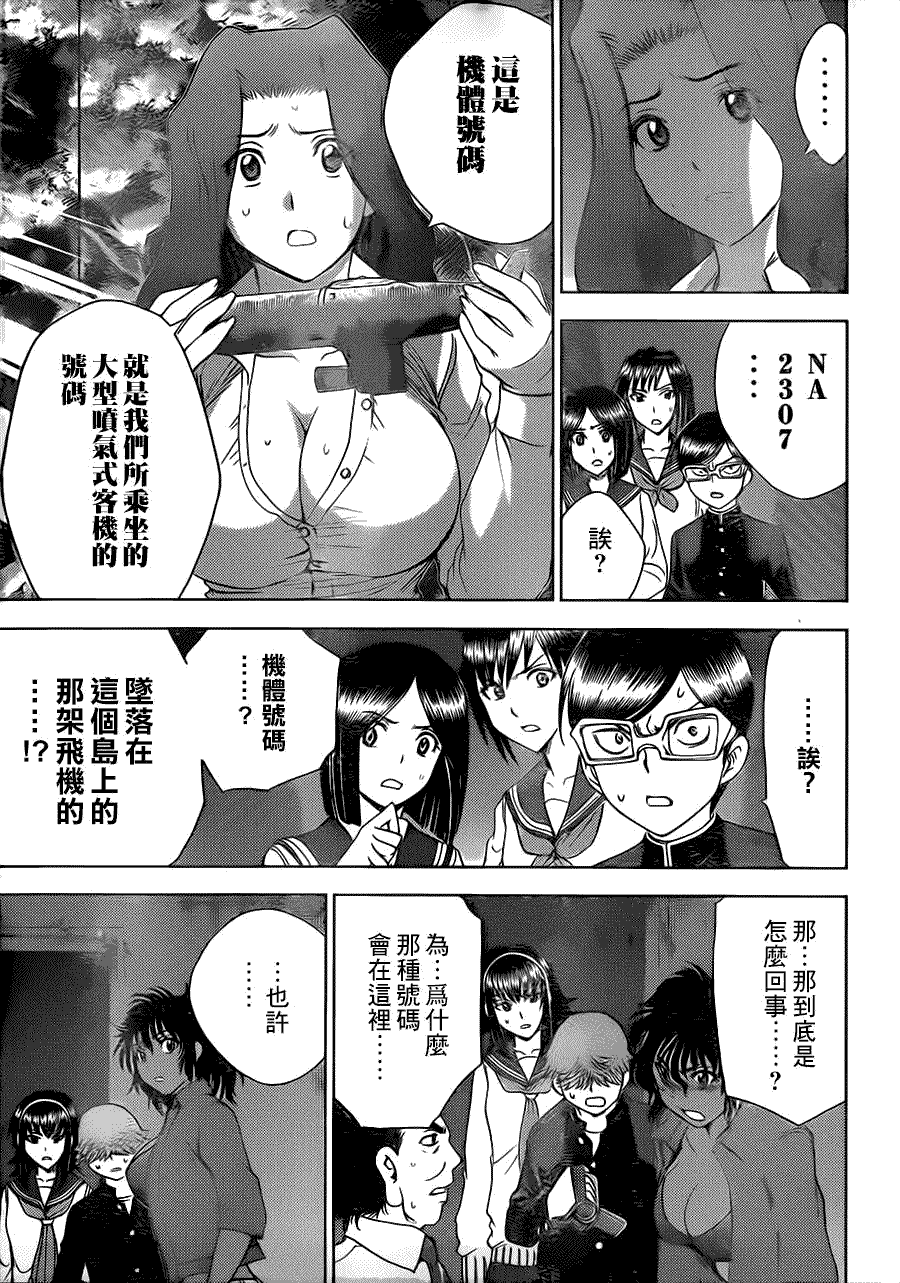 ……
NA
2307
……
誒？
這是
機體號碼
就是我們所乘坐的
大型噴氣式客機的
號碼
……誒？
機體號碼
……？
墜落在
這個島上的
那架飛機的
……!?
那…那到底是
怎麼回事……？
為…爲什麼
那種號碼
會在這裡……
…也許
……